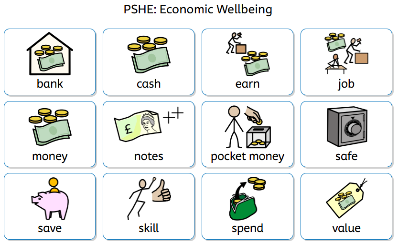 PSHE: Economic Wellbeing
bank cash earn job
£
money notes pocket money safe
save skill spend value